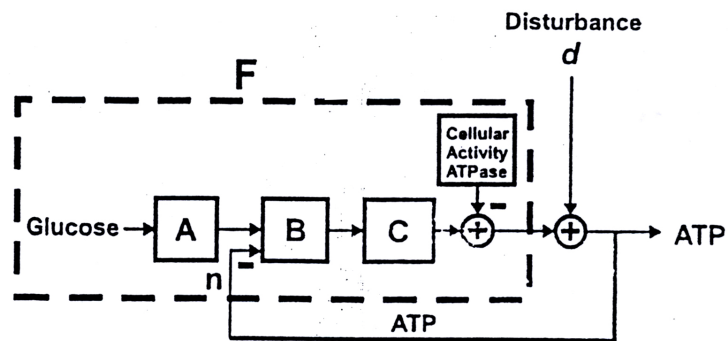 Disturbance
d
F
Cellular
Activity
ATPase
-
+
+
Glucose
A
B
C
ATP
n
-
ATP